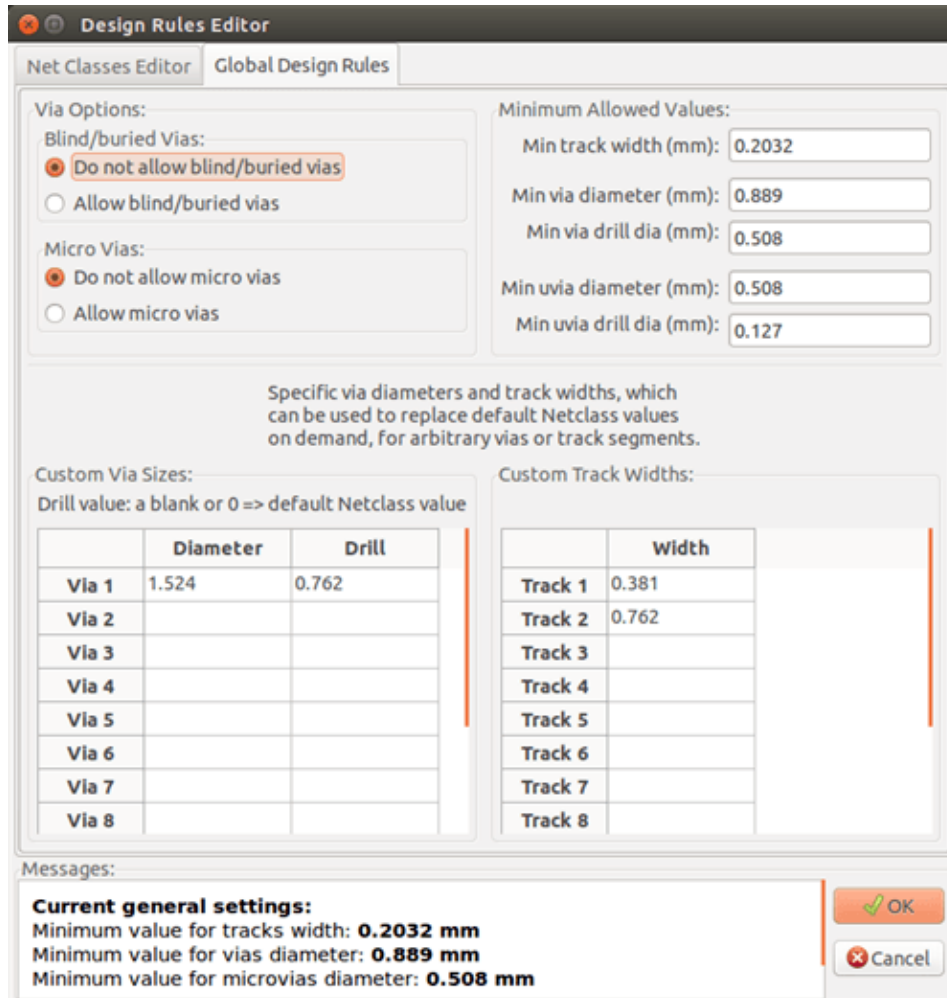 Design Rules Editor
Net Classes Editor Global Design Rules
Via Options:
Blind/buried Vias:
Do not allow blind/buried vias
Allow blind/buried vias
Micro Vias:
Do not allow micro vias
Allow micro vias
Minimum Allowed Values:
Min track width (mm): 0.2032
Min via diameter (mm): 0.889
Min via drill dia (mm): 0.508
Min uvia diameter (mm): 0.508
Min uvia drill dia (mm): 0.127
Specific via diameters and track widths, which
can be used to replace default Netclass values
on demand, for arbitrary vias or track segments.
Custom Via Sizes:
Drill value: a blank or 0 => default Netclass value
Diameter Drill
Via 1 1.524 0.762
Via 2
Via 3
Via 4
Via 5
Via 6
Via 7
Via 8
Custom Track Widths:
Width
Track 1 0.381
Track 2 0.762
Track 3
Track 4
Track 5
Track 6
Track 7
Track 8
Messages:
Current general settings:
Minimum value for tracks width: 0.2032 mm
Minimum value for vias diameter: 0.889 mm
Minimum value for microvias diameter: 0.508 mm
OK
Cancel